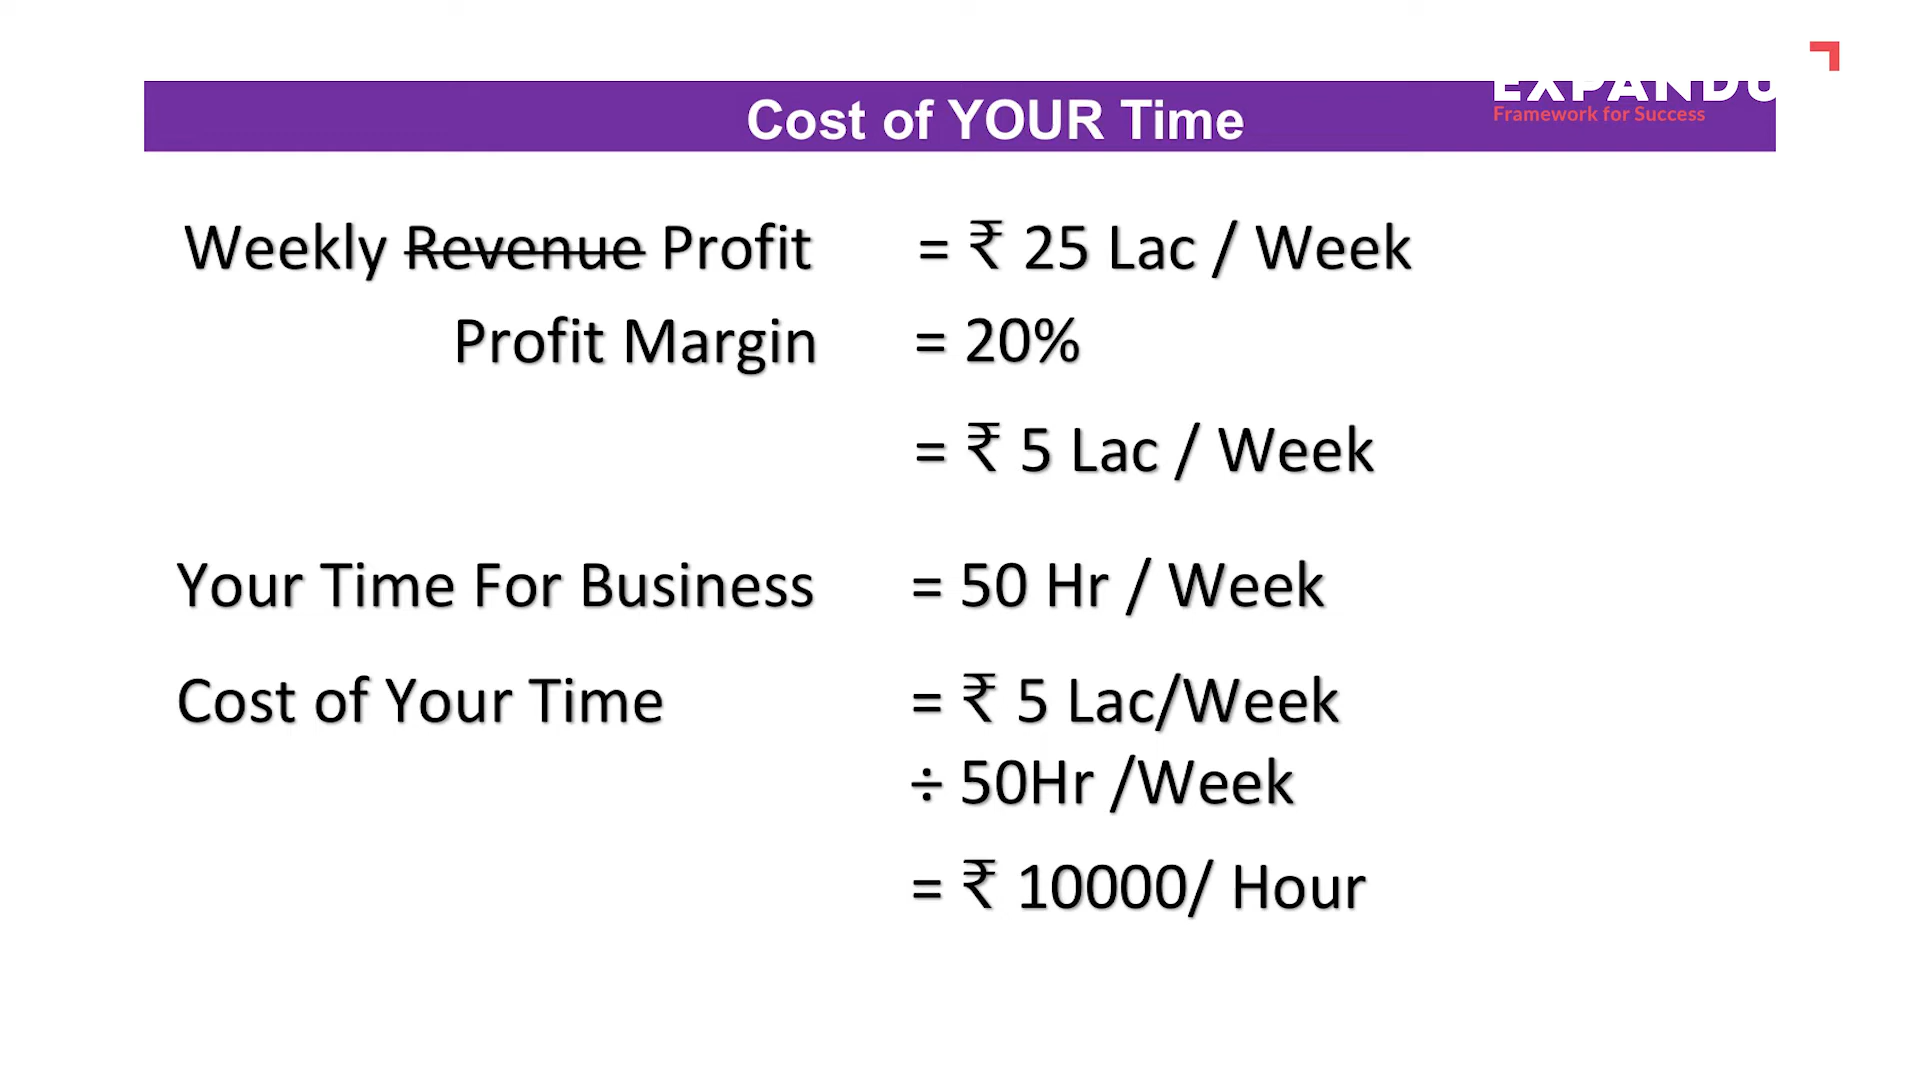 EXPANDU
Framework for Success
Cost of YOUR Time
Weekly Revenue Profit = ₹ 25 Lac / Week
Profit Margin = 20%
= ₹ 5 Lac / Week
Your Time For Business = 50 Hr / Week
Cost of Your Time = ₹ 5 Lac/Week
÷ 50Hr /Week
= ₹ 10000/ Hour